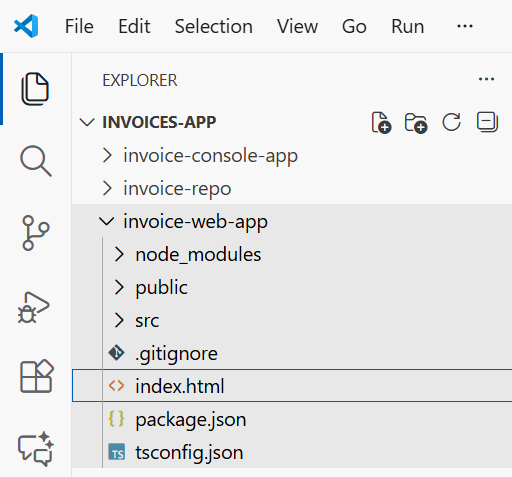 File Edit Selection View Go Run ...
EXPLORER ...
INVOICES-APP
invoice-console-app
invoice-repo
invoice-web-app
node_modules
public
src
.gitignore
<> index.html
{} package.json
TS tsconfig.json